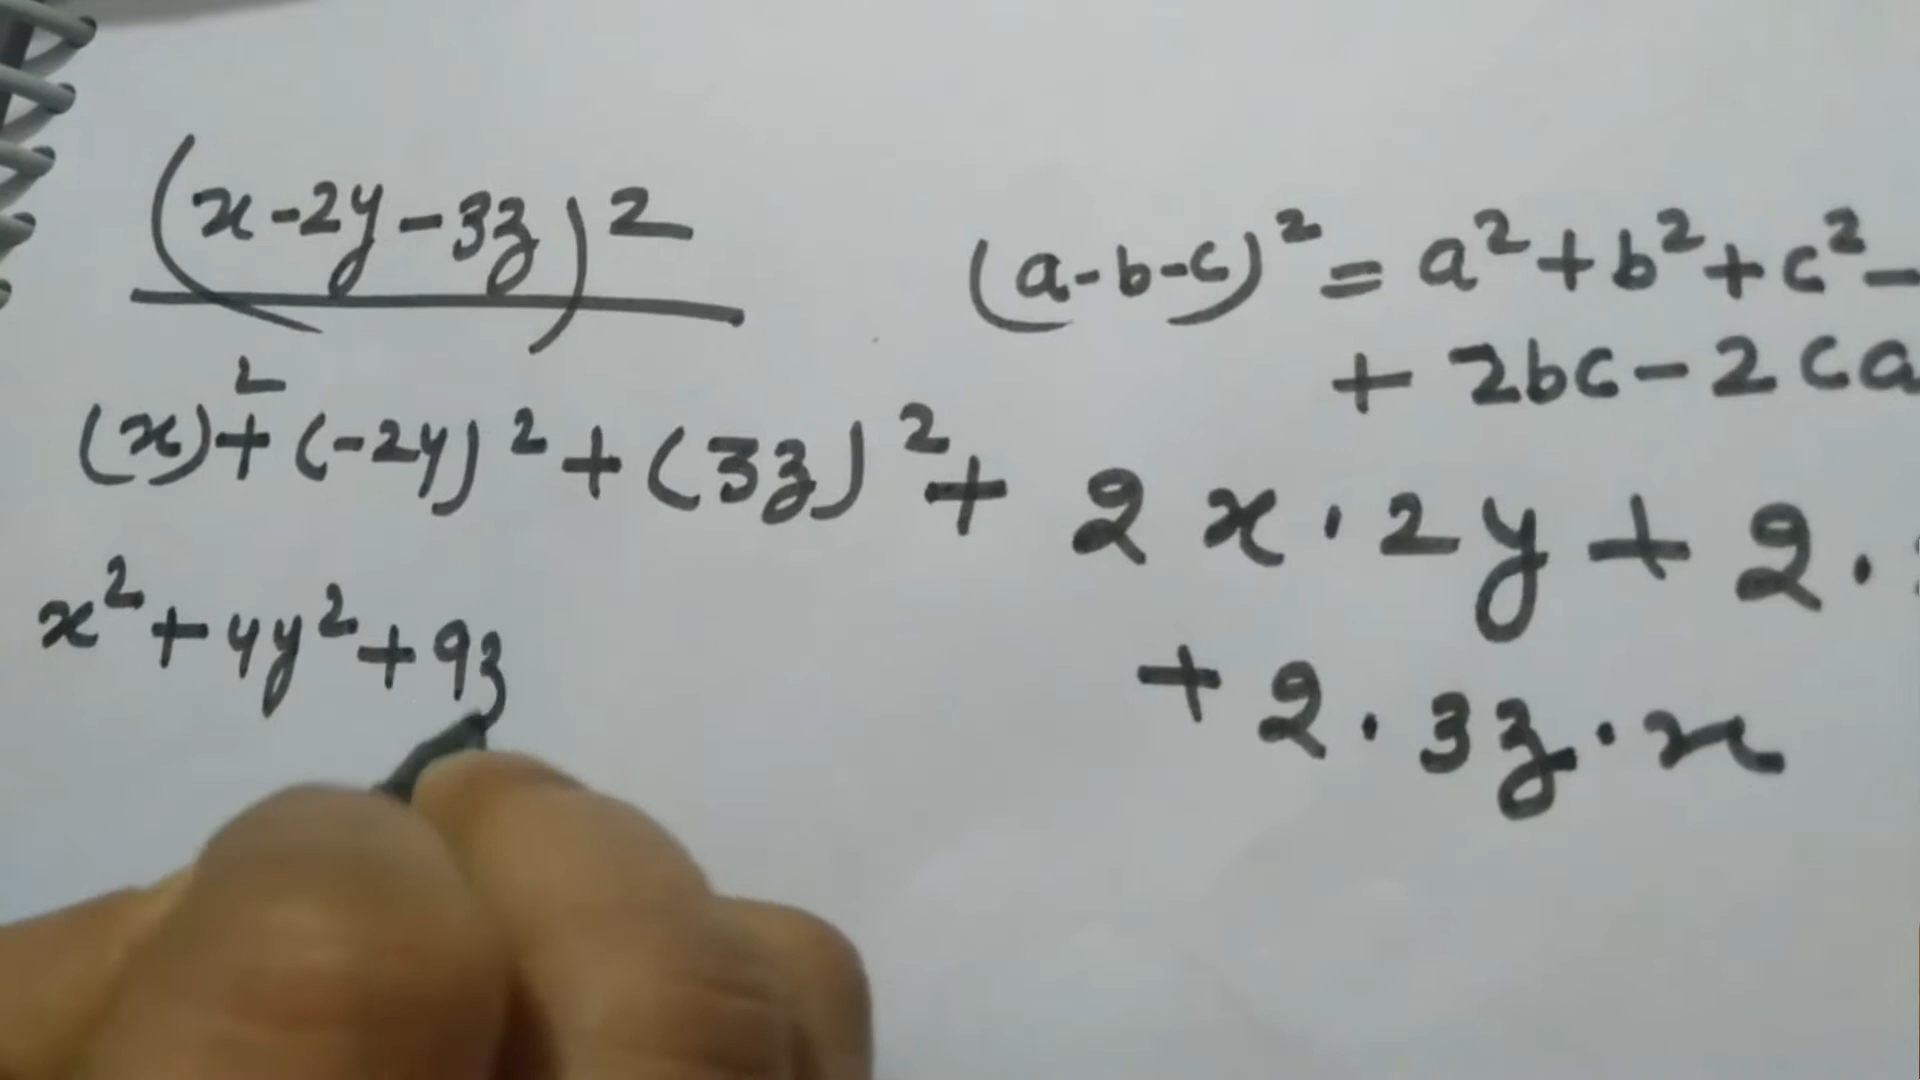 (x-2y-3z)²
(a-b-c)² = a²+b²+c²-
+ 2bc-2ca
(x)²+(-2y)²+(3z)²+ 2x·2y+2·
+2·3z·x
x²+4y²+9z